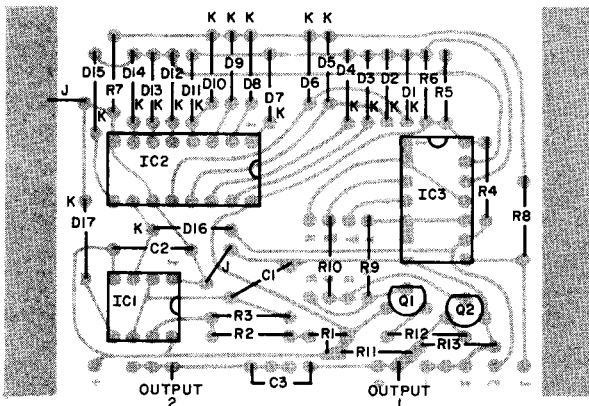 K K K K K
D15 R7 D14 D13 D12 D11 D10 D9 D8 D7 D6 D5 D4 D3 D2 D1 R6 R5
J
K K K K K K K K K
IC2
IC3
R4
R8
K
D17
K D16
C2
J
C1
R10
R9
IC1
Q1
Q2
R3
R2
R1
R12
R11
R13
C3
OUTPUT
2
OUTPUT
1